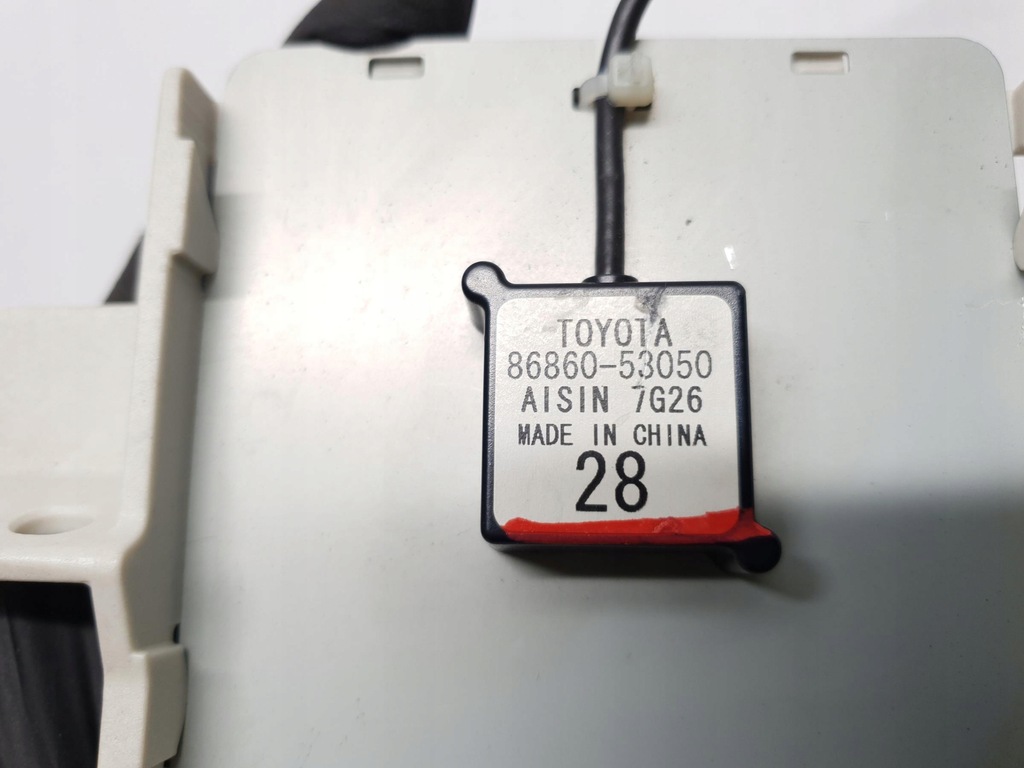 TOYOTA
86860-53050
AISIN 7G26
MADE IN CHINA
28